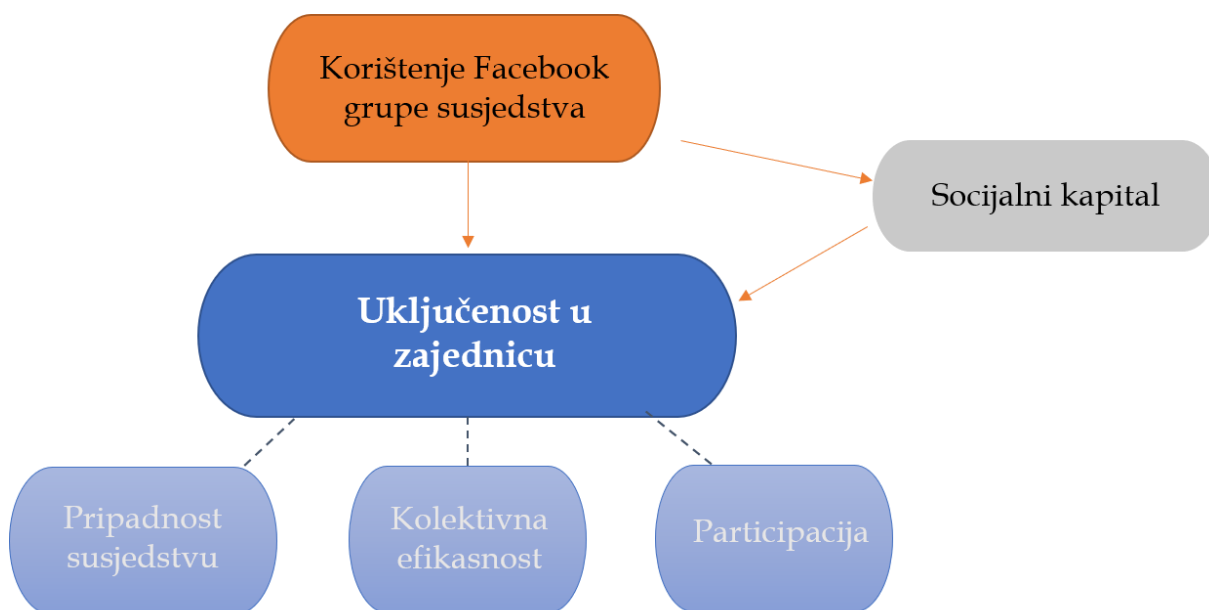 Korištenje Facebook
grupe susjedstva
Socijalni kapital
Uključenost u
zajednicu
Pripadnost
susjedstvu
Kolektivna
efikasnost
Participacija